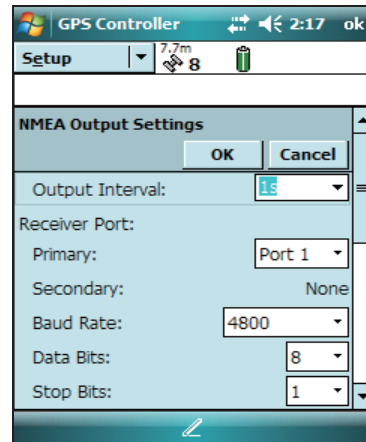 GPS Controller 2:17 ok
Setup 7.7m 8
NMEA Output Settings
OK Cancel
Output Interval: 1s
Receiver Port:
Primary: Port 1
Secondary: None
Baud Rate: 4800
Data Bits: 8
Stop Bits: 1